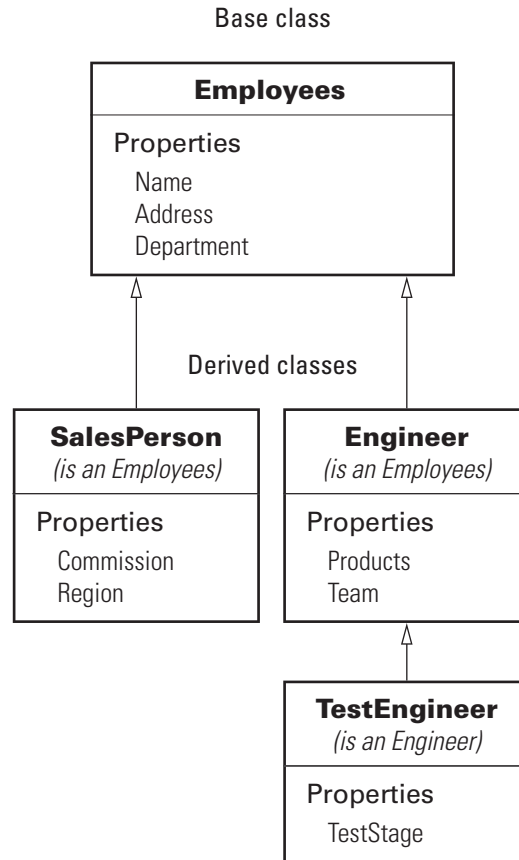 Base class
Employees
Properties
Name
Address
Department
Derived classes
SalesPerson
(is an Employees)
Properties
Commission
Region
Engineer
(is an Employees)
Properties
Products
Team
TestEngineer
(is an Engineer)
Properties
TestStage